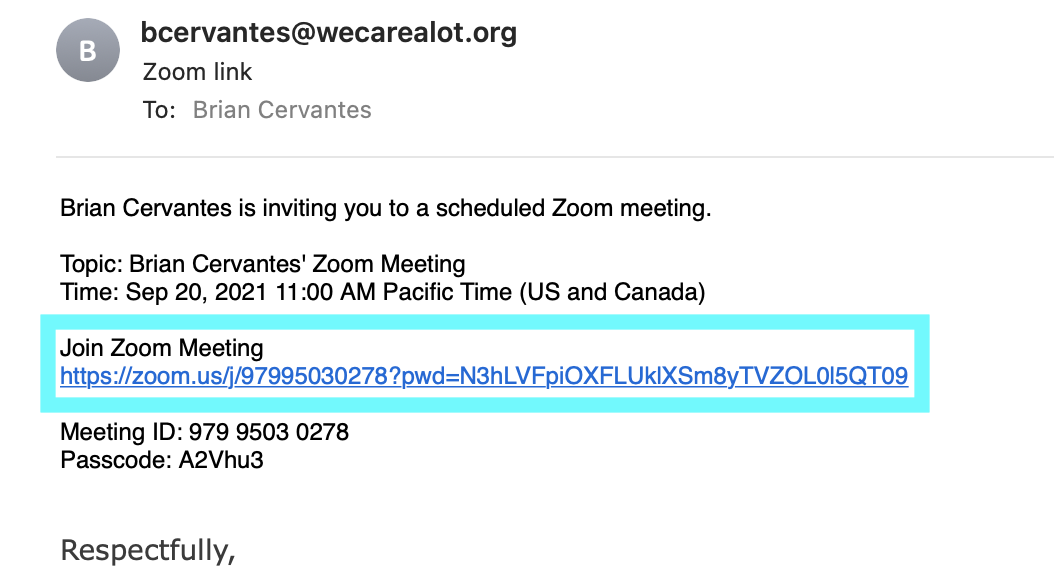 B
bcervantes@wecarealot.org
Zoom link
To: Brian Cervantes
Brian Cervantes is inviting you to a scheduled Zoom meeting.
Topic: Brian Cervantes' Zoom Meeting
Time: Sep 20, 2021 11:00 AM Pacific Time (US and Canada)
Join Zoom Meeting
https://zoom.us/j/97995030278?pwd=N3hLVFpiOXFLUklXSm8yTVZOL0l5QT09
Meeting ID: 979 9503 0278
Passcode: A2Vhu3
Respectfully,